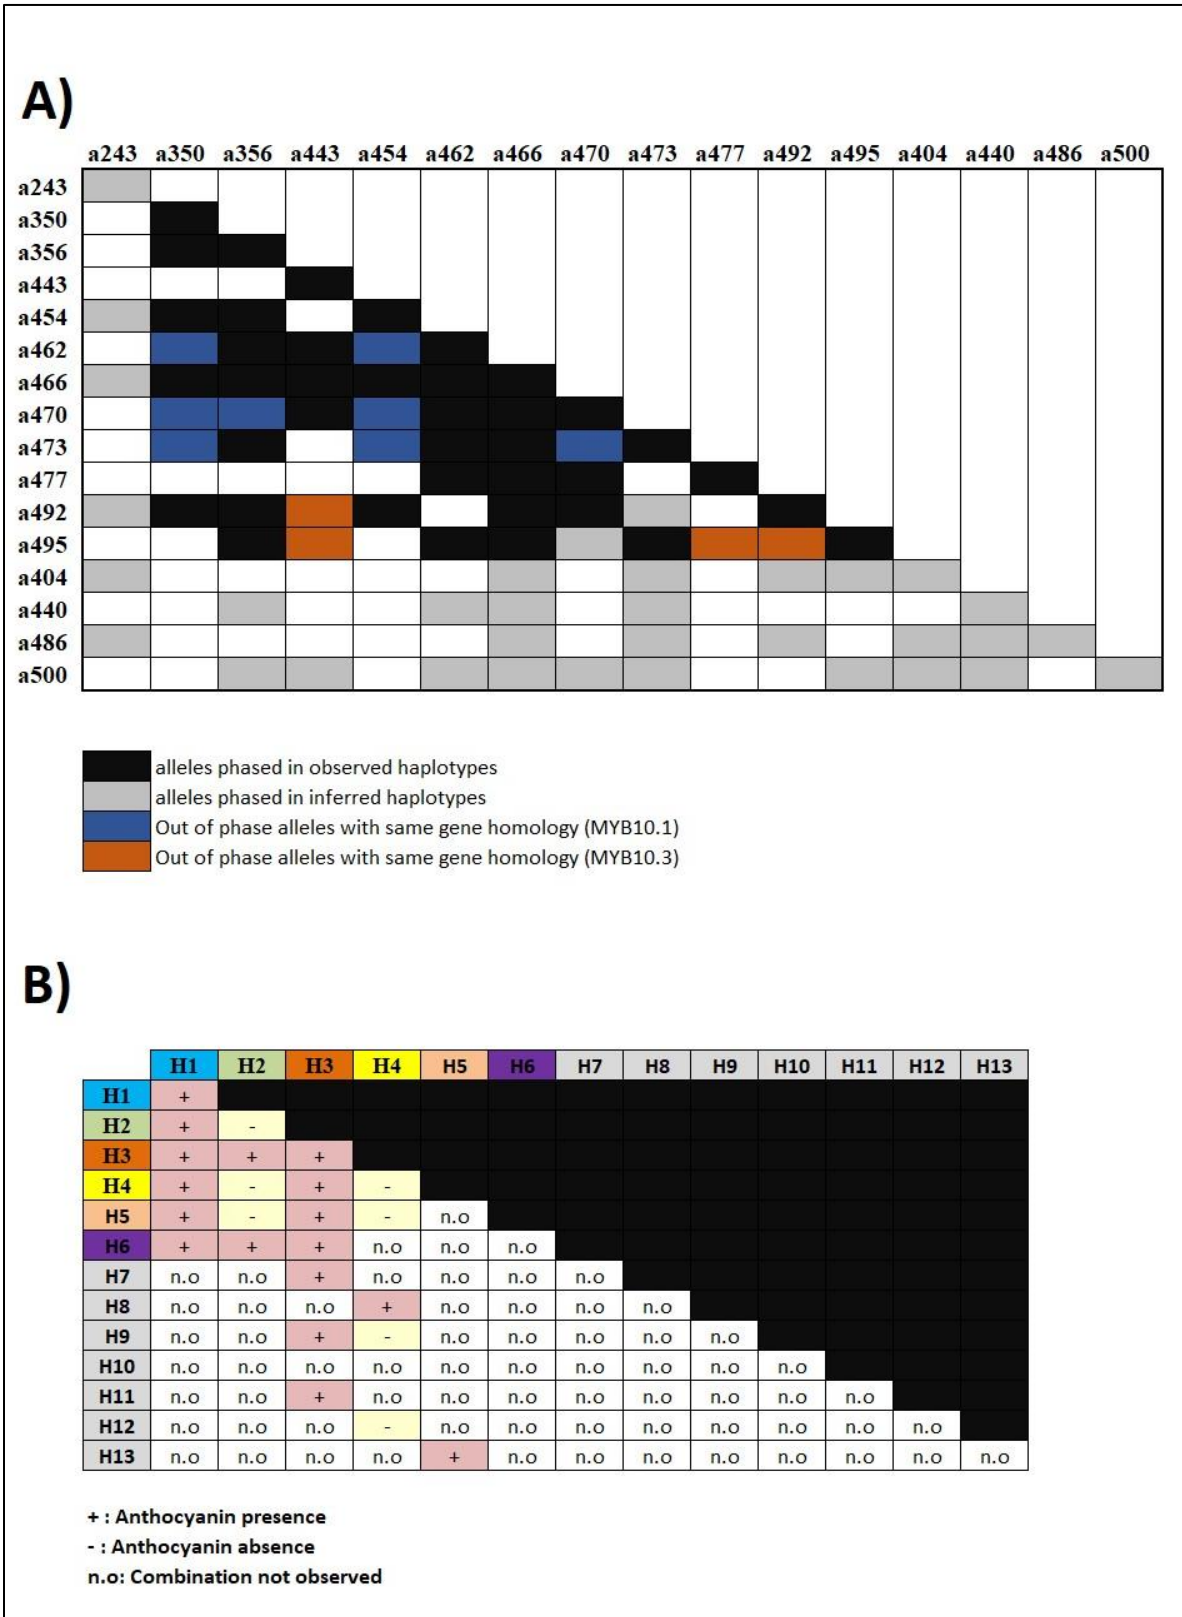 A)
a243 a350 a356 a443 a454 a462 a466 a470 a473 a477 a492 a495 a404 a440 a486 a500
a243
a350
a356
a443
a454
a462
a466
a470
a473
a477
a492
a495
a404
a440
a486
a500
alleles phased in observed haplotypes
alleles phased in inferred haplotypes
Out of phase alleles with same gene homology (MYB10.1)
Out of phase alleles with same gene homology (MYB10.3)
B)
H1 H2 H3 H4 H5 H6 H7 H8 H9 H10 H11 H12 H13
H1 +
H2 + -
H3 + + +
H4 + - + -
H5 + - + - n.o
H6 + + + n.o n.o n.o
H7 n.o n.o + n.o n.o n.o n.o
H8 n.o n.o n.o + n.o n.o n.o n.o
H9 n.o n.o + - n.o n.o n.o n.o n.o
H10 n.o n.o n.o n.o n.o n.o n.o n.o n.o n.o
H11 n.o n.o + n.o n.o n.o n.o n.o n.o n.o n.o
H12 n.o n.o n.o - n.o n.o n.o n.o n.o n.o n.o n.o
H13 n.o n.o n.o n.o + n.o n.o n.o n.o n.o n.o n.o n.o
+ : Anthocyanin presence
- : Anthocyanin absence
n.o: Combination not observed